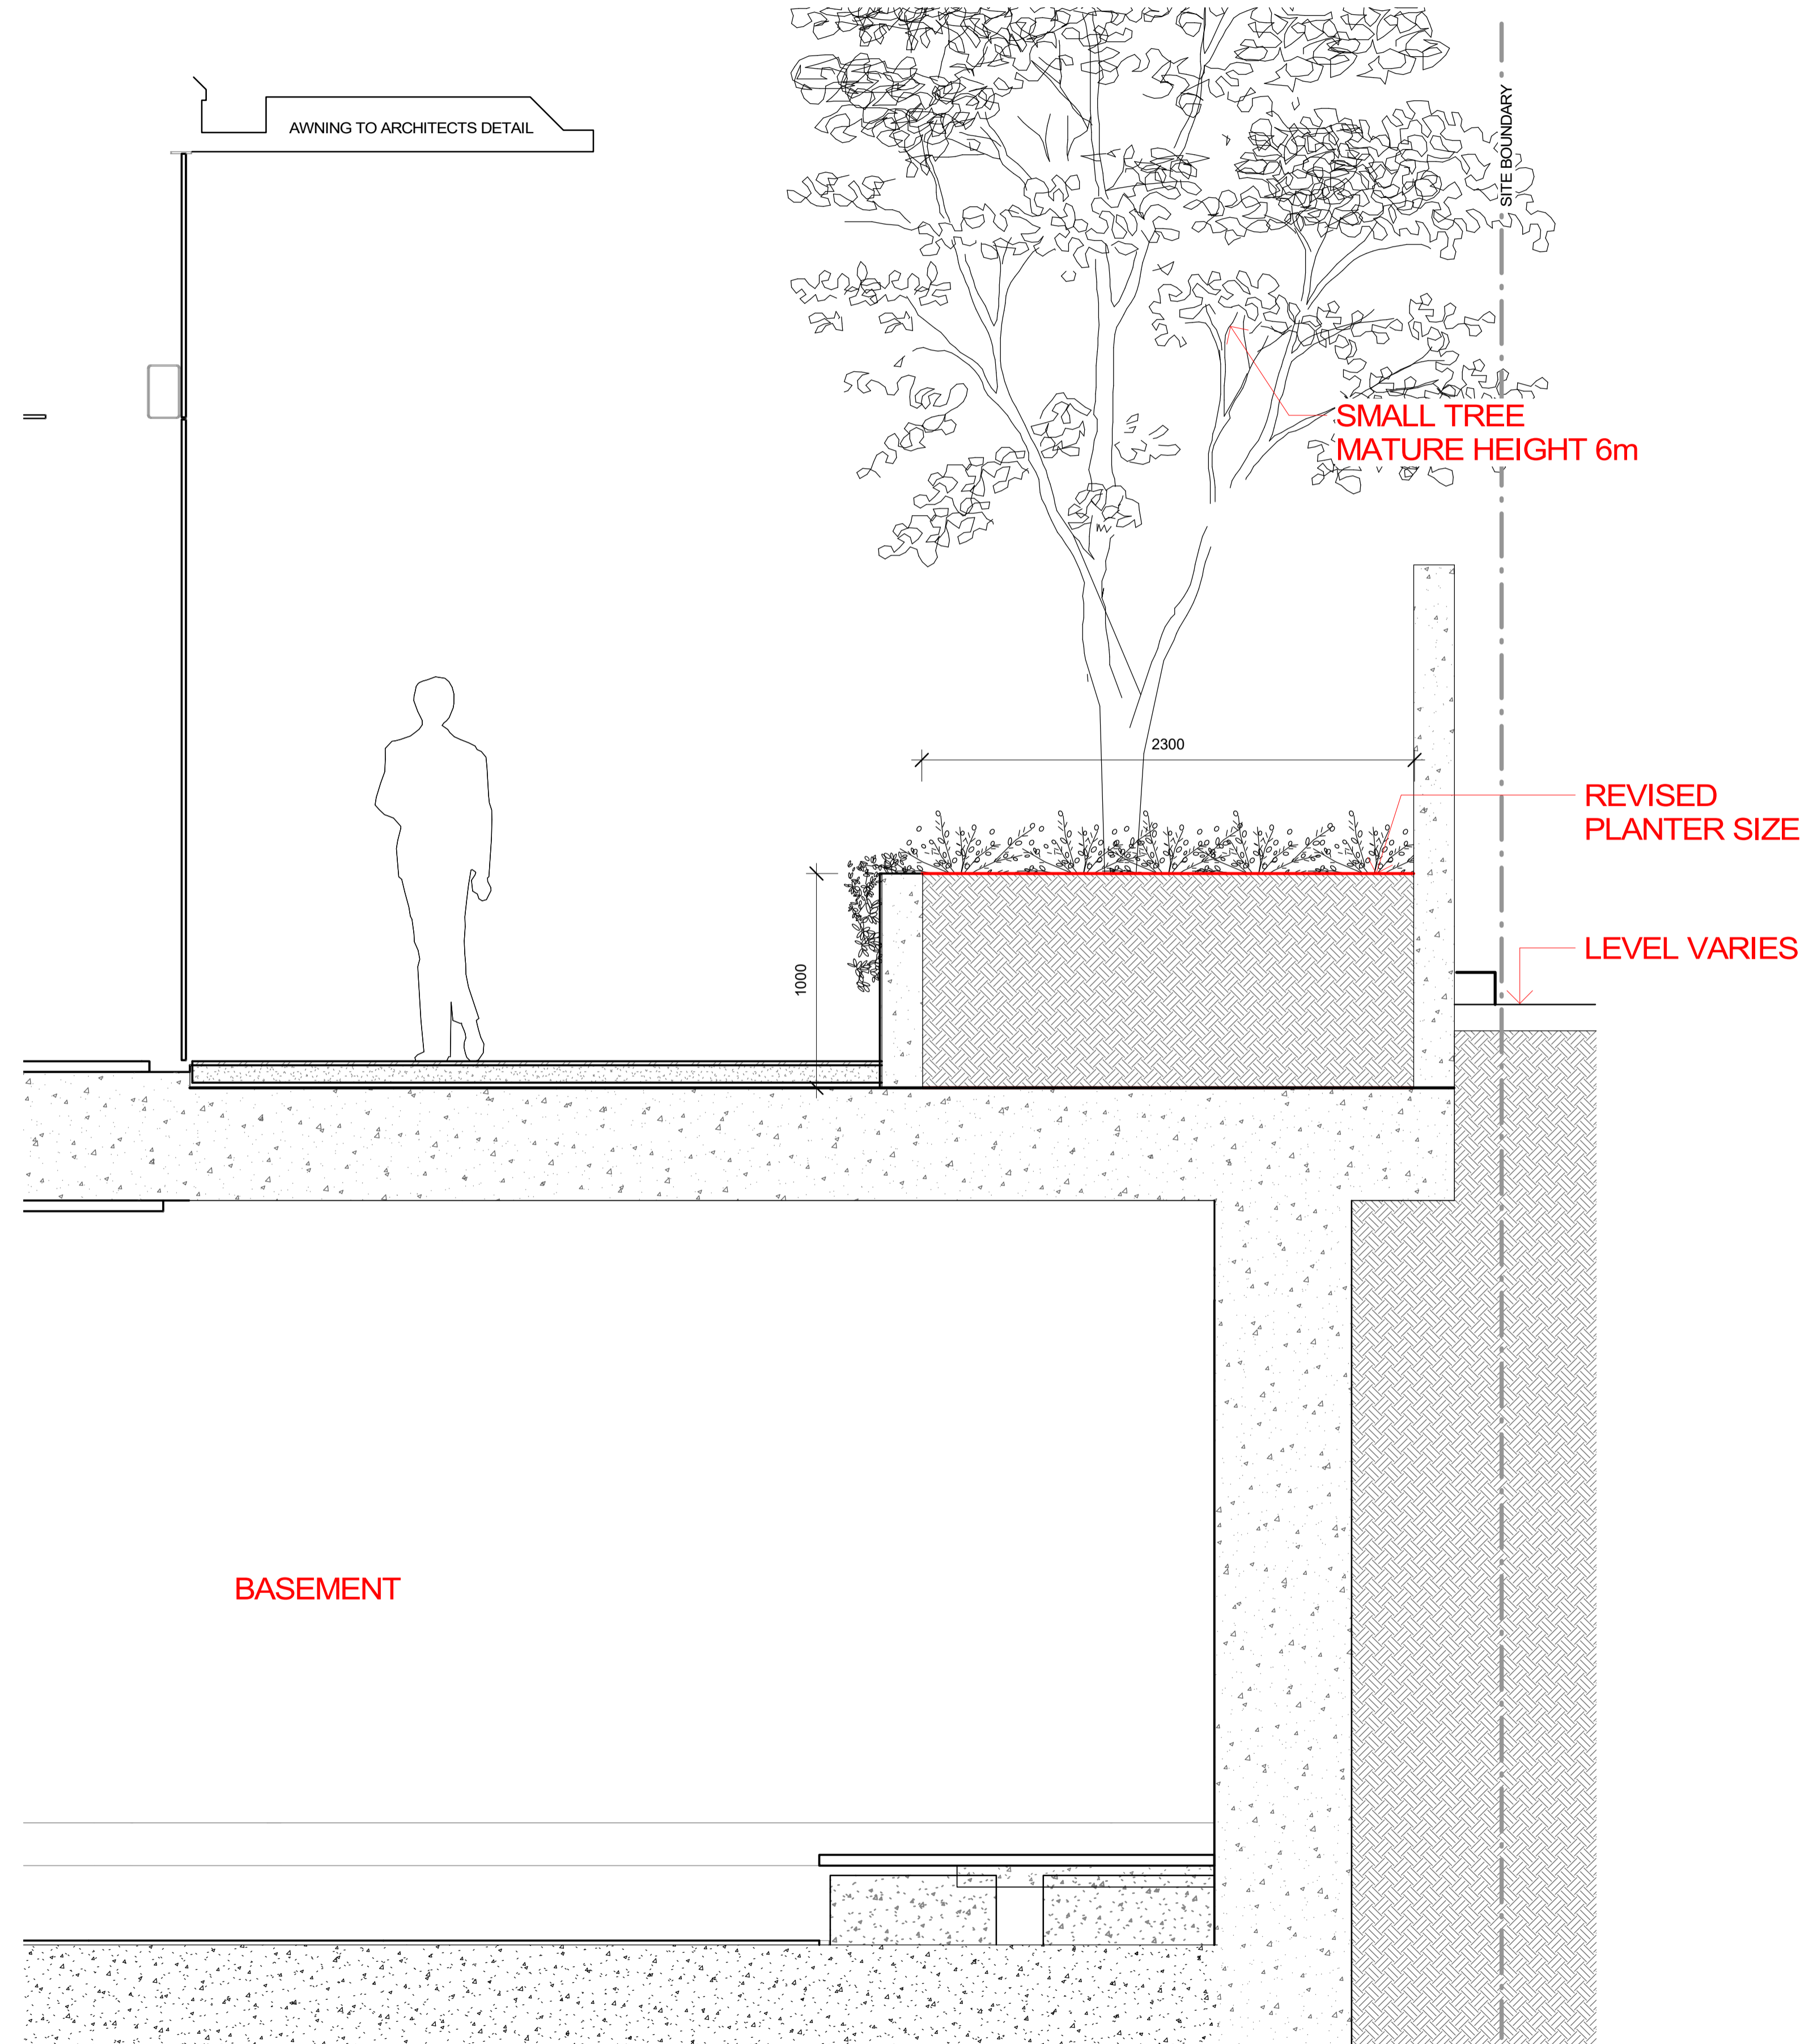 AWNING TO ARCHITECTS DETAIL
SITE BOUNDARY
SMALL TREE
MATURE HEIGHT 6m
2300
REVISED
PLANTER SIZE
LEVEL VARIES
1000
BASEMENT